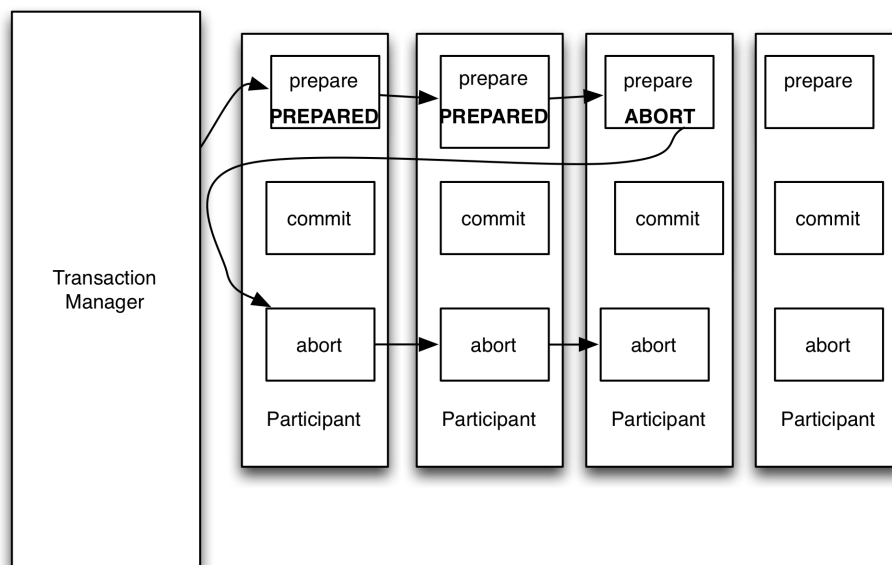 Transaction
Manager
prepare
PREPARED
commit
abort
Participant
prepare
PREPARED
commit
abort
Participant
prepare
ABORT
commit
abort
Participant
prepare
commit
abort
Participant